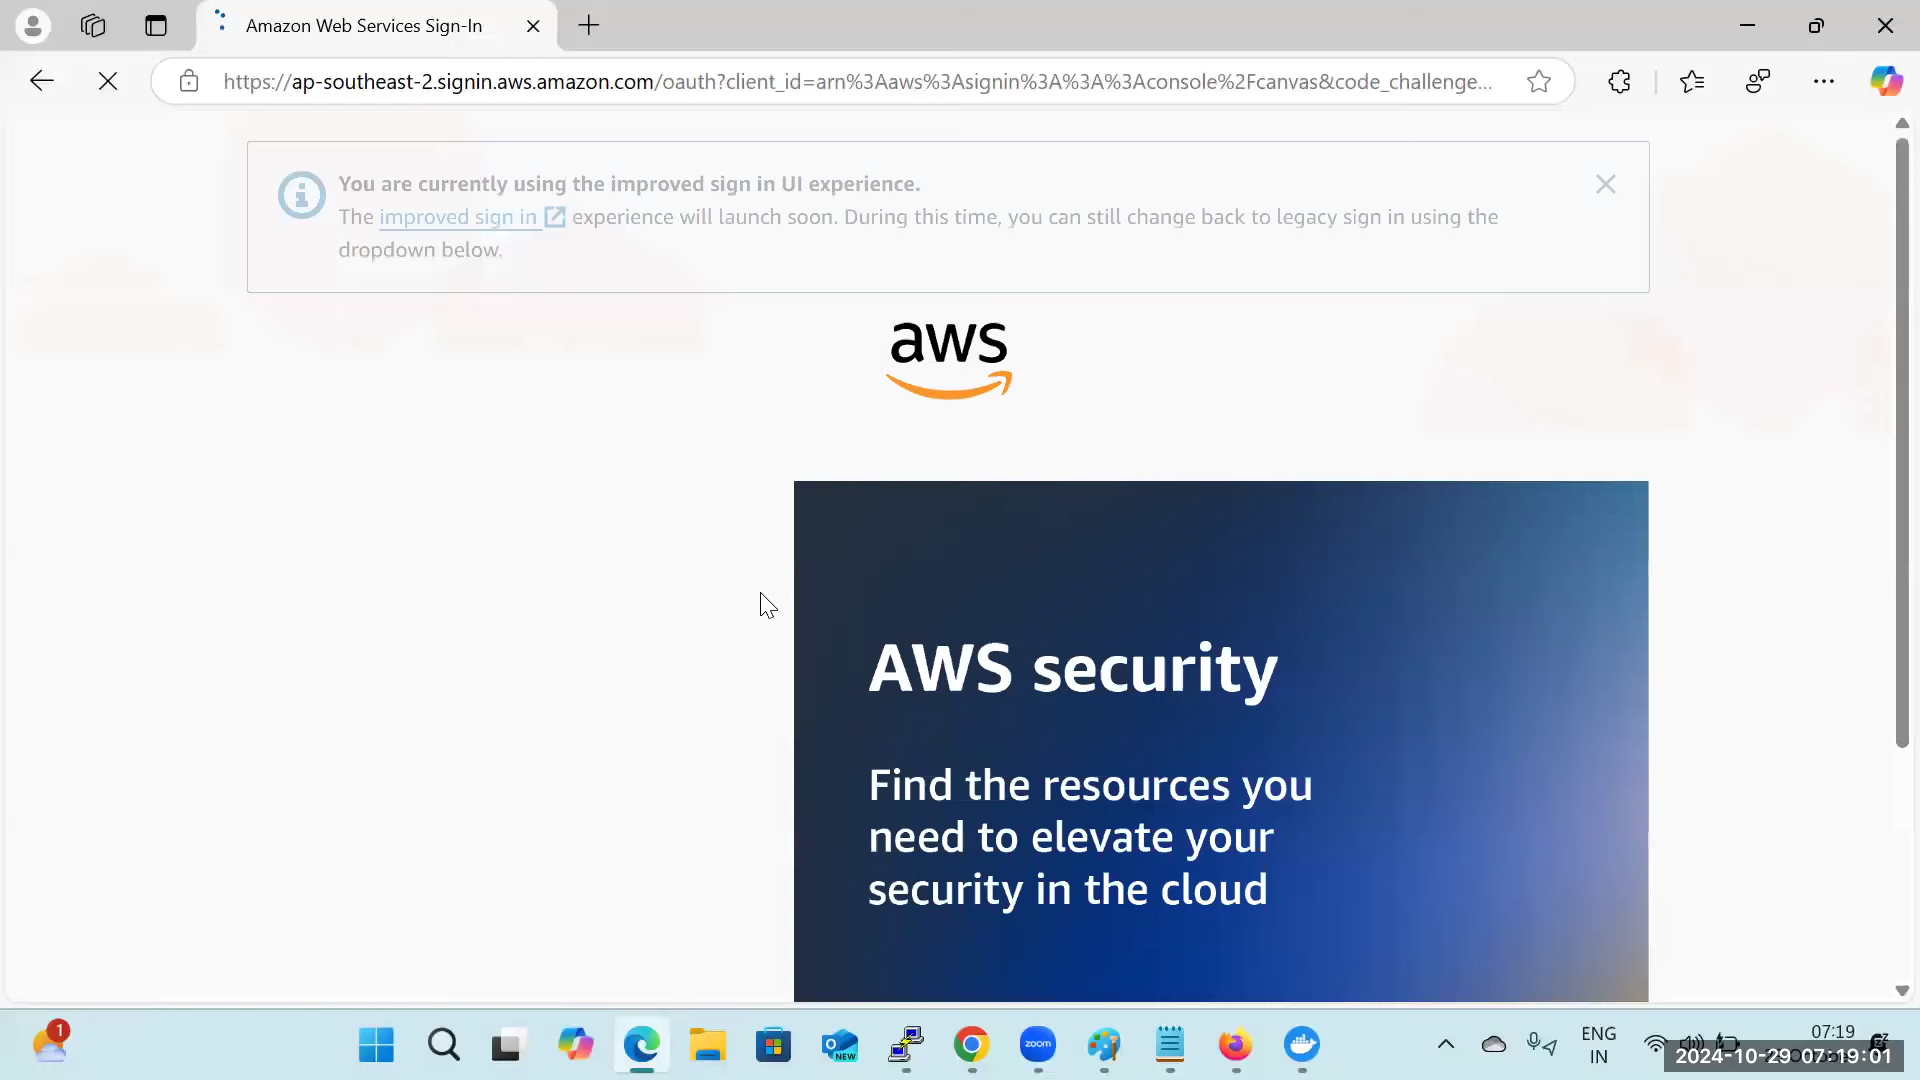 Amazon Web Services Sign-In
https://ap-southeast-2.signin.aws.amazon.com/oauth?client_id=arn%3Aaws%3Asignin%3A%3A%3Aconsole%2Fcanvas&code_challenge...
You are currently using the improved sign in UI experience.
The improved sign in experience will launch soon. During this time, you can still change back to legacy sign in using the
dropdown below.
aws
AWS security
Find the resources you
need to elevate your
security in the cloud
1
NEW
zoom
ENG
IN
07:19
2024-10-29 07:19:01